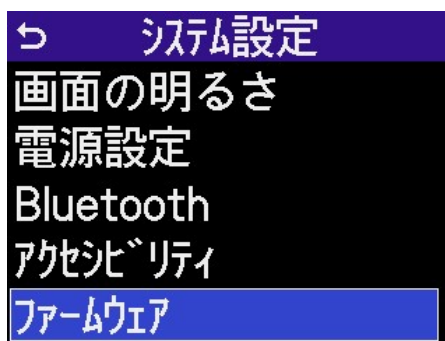 システム設定
画面の明るさ
電源設定
Bluetooth
アクセシビリティ
ファームウェア